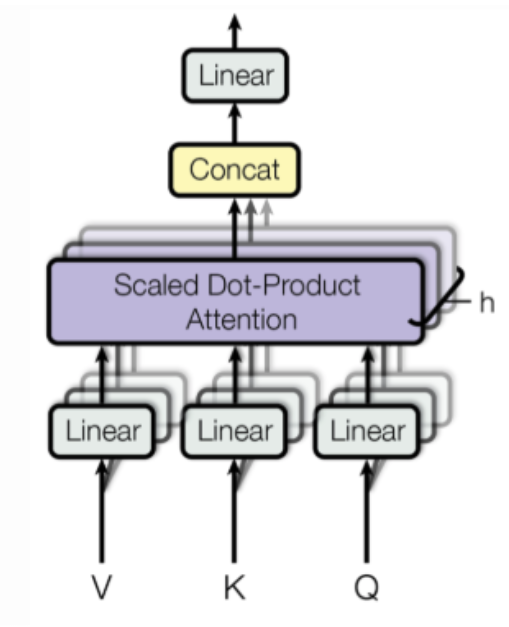 Linear
Concat
Scaled Dot-Product
Attention
h
Linear Linear Linear
V K Q